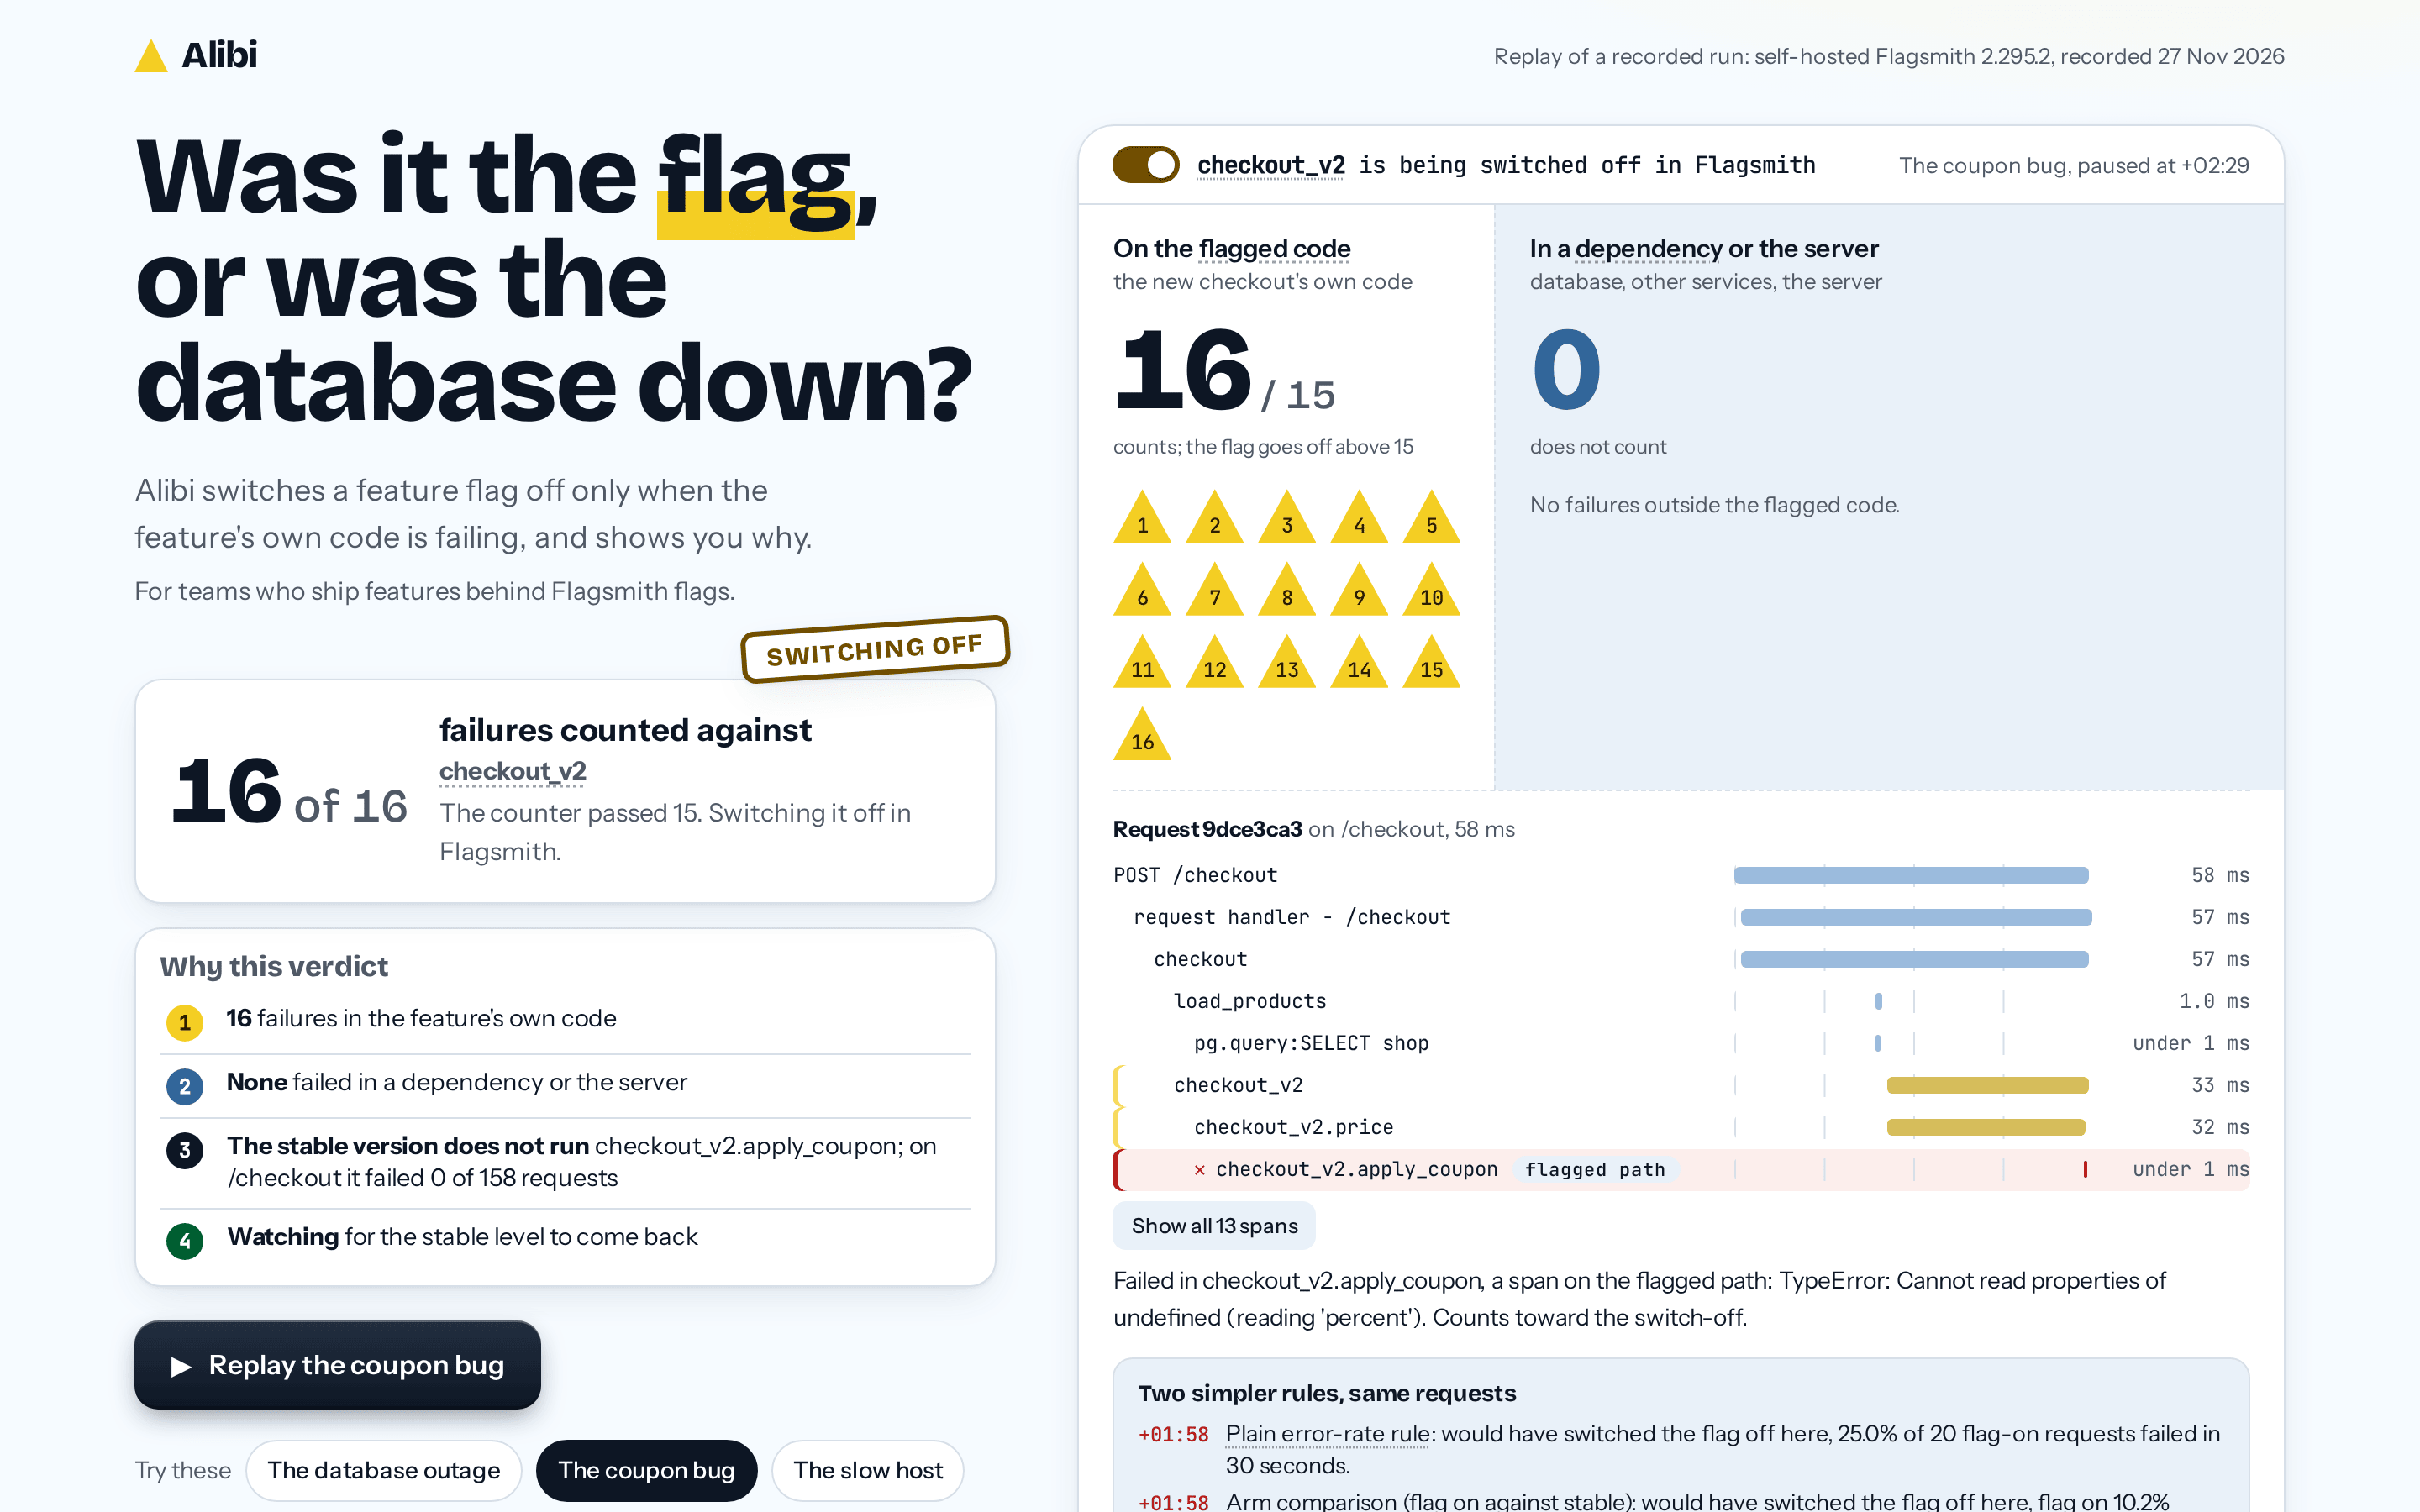 Alibi
Replay of a recorded run: self-hosted Flagsmith 2.295.2, recorded 27 Nov 2026
Was it the flag,
or was the
database down?
Alibi switches a feature flag off only when the
feature's own code is failing, and shows you why.
For teams who ship features behind Flagsmith flags.
SWITCHING OFF
16 of 16
failures counted against
checkout_v2
The counter passed 15. Switching it off in
Flagsmith.
Why this verdict
1 16 failures in the feature's own code
2 None failed in a dependency or the server
3 The stable version does not run checkout_v2.apply_coupon; on
/checkout it failed 0 of 158 requests
4 Watching for the stable level to come back
▶ Replay the coupon bug
Try these The database outage The coupon bug The slow host
checkout_v2 is being switched off in Flagsmith
The coupon bug, paused at +02:29
On the flagged code
the new checkout's own code
16 / 15
counts; the flag goes off above 15
1 2 3 4 5
6 7 8 9 10
11 12 13 14 15
16
In a dependency or the server
database, other services, the server
0
does not count
No failures outside the flagged code.
Request 9dce3ca3 on /checkout, 58 ms
POST /checkout 58 ms
request handler - /checkout 57 ms
checkout 57 ms
load_products 1.0 ms
pg.query:SELECT shop under 1 ms
checkout_v2 33 ms
checkout_v2.price 32 ms
× checkout_v2.apply_coupon flagged path under 1 ms
Show all 13 spans
Failed in checkout_v2.apply_coupon, a span on the flagged path: TypeError: Cannot read properties of
undefined (reading 'percent'). Counts toward the switch-off.
Two simpler rules, same requests
+01:58 Plain error-rate rule: would have switched the flag off here, 25.0% of 20 flag-on requests failed in
30 seconds.
+01:58 Arm comparison (flag on against stable): would have switched the flag off here, flag on 10.2%